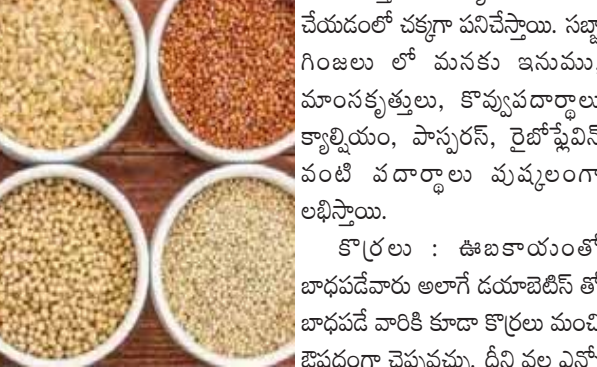 చేయడంలో చక్కగా పనిచేస్తాయి. సబ్జా
గింజలు లో మనకు ఇనుము,
మాంసకృత్తులు, కొవ్వుపదార్థాలు
క్యాల్షియం, పాస్పరస్, రైబోఫ్లేవిన్
వంటి పదార్థాలు పుష్కలంగా
లభిస్తాయి.
కొర్రలు : ఊబకాయంతో
బాధపడేవారు అలాగే డయాబెటిస్ తో
బాధపడే వారికి కూడా కొర్రలు మంచి
ఔషధంగా చెప్పవచ్చు. దీని వల్ల ఎన్నో